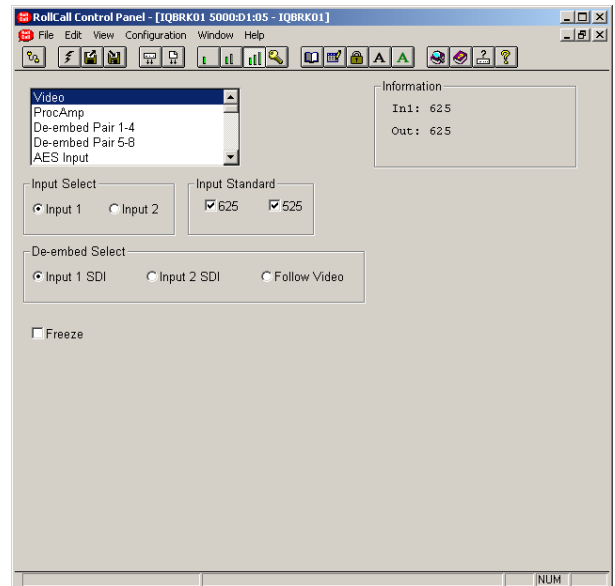 RollCall Control Panel - [IQBRK01 5000:D1:05 - IQBRK01]
File Edit View Configuration Window Help
Video
ProcAmp
De-embed Pair 1-4
De-embed Pair 5-8
AES Input
Information
In1: 625
Out: 625
Input Select
Input 1 Input 2
Input Standard
625 525
De-embed Select
Input 1 SDI Input 2 SDI Follow Video
Freeze
NUM